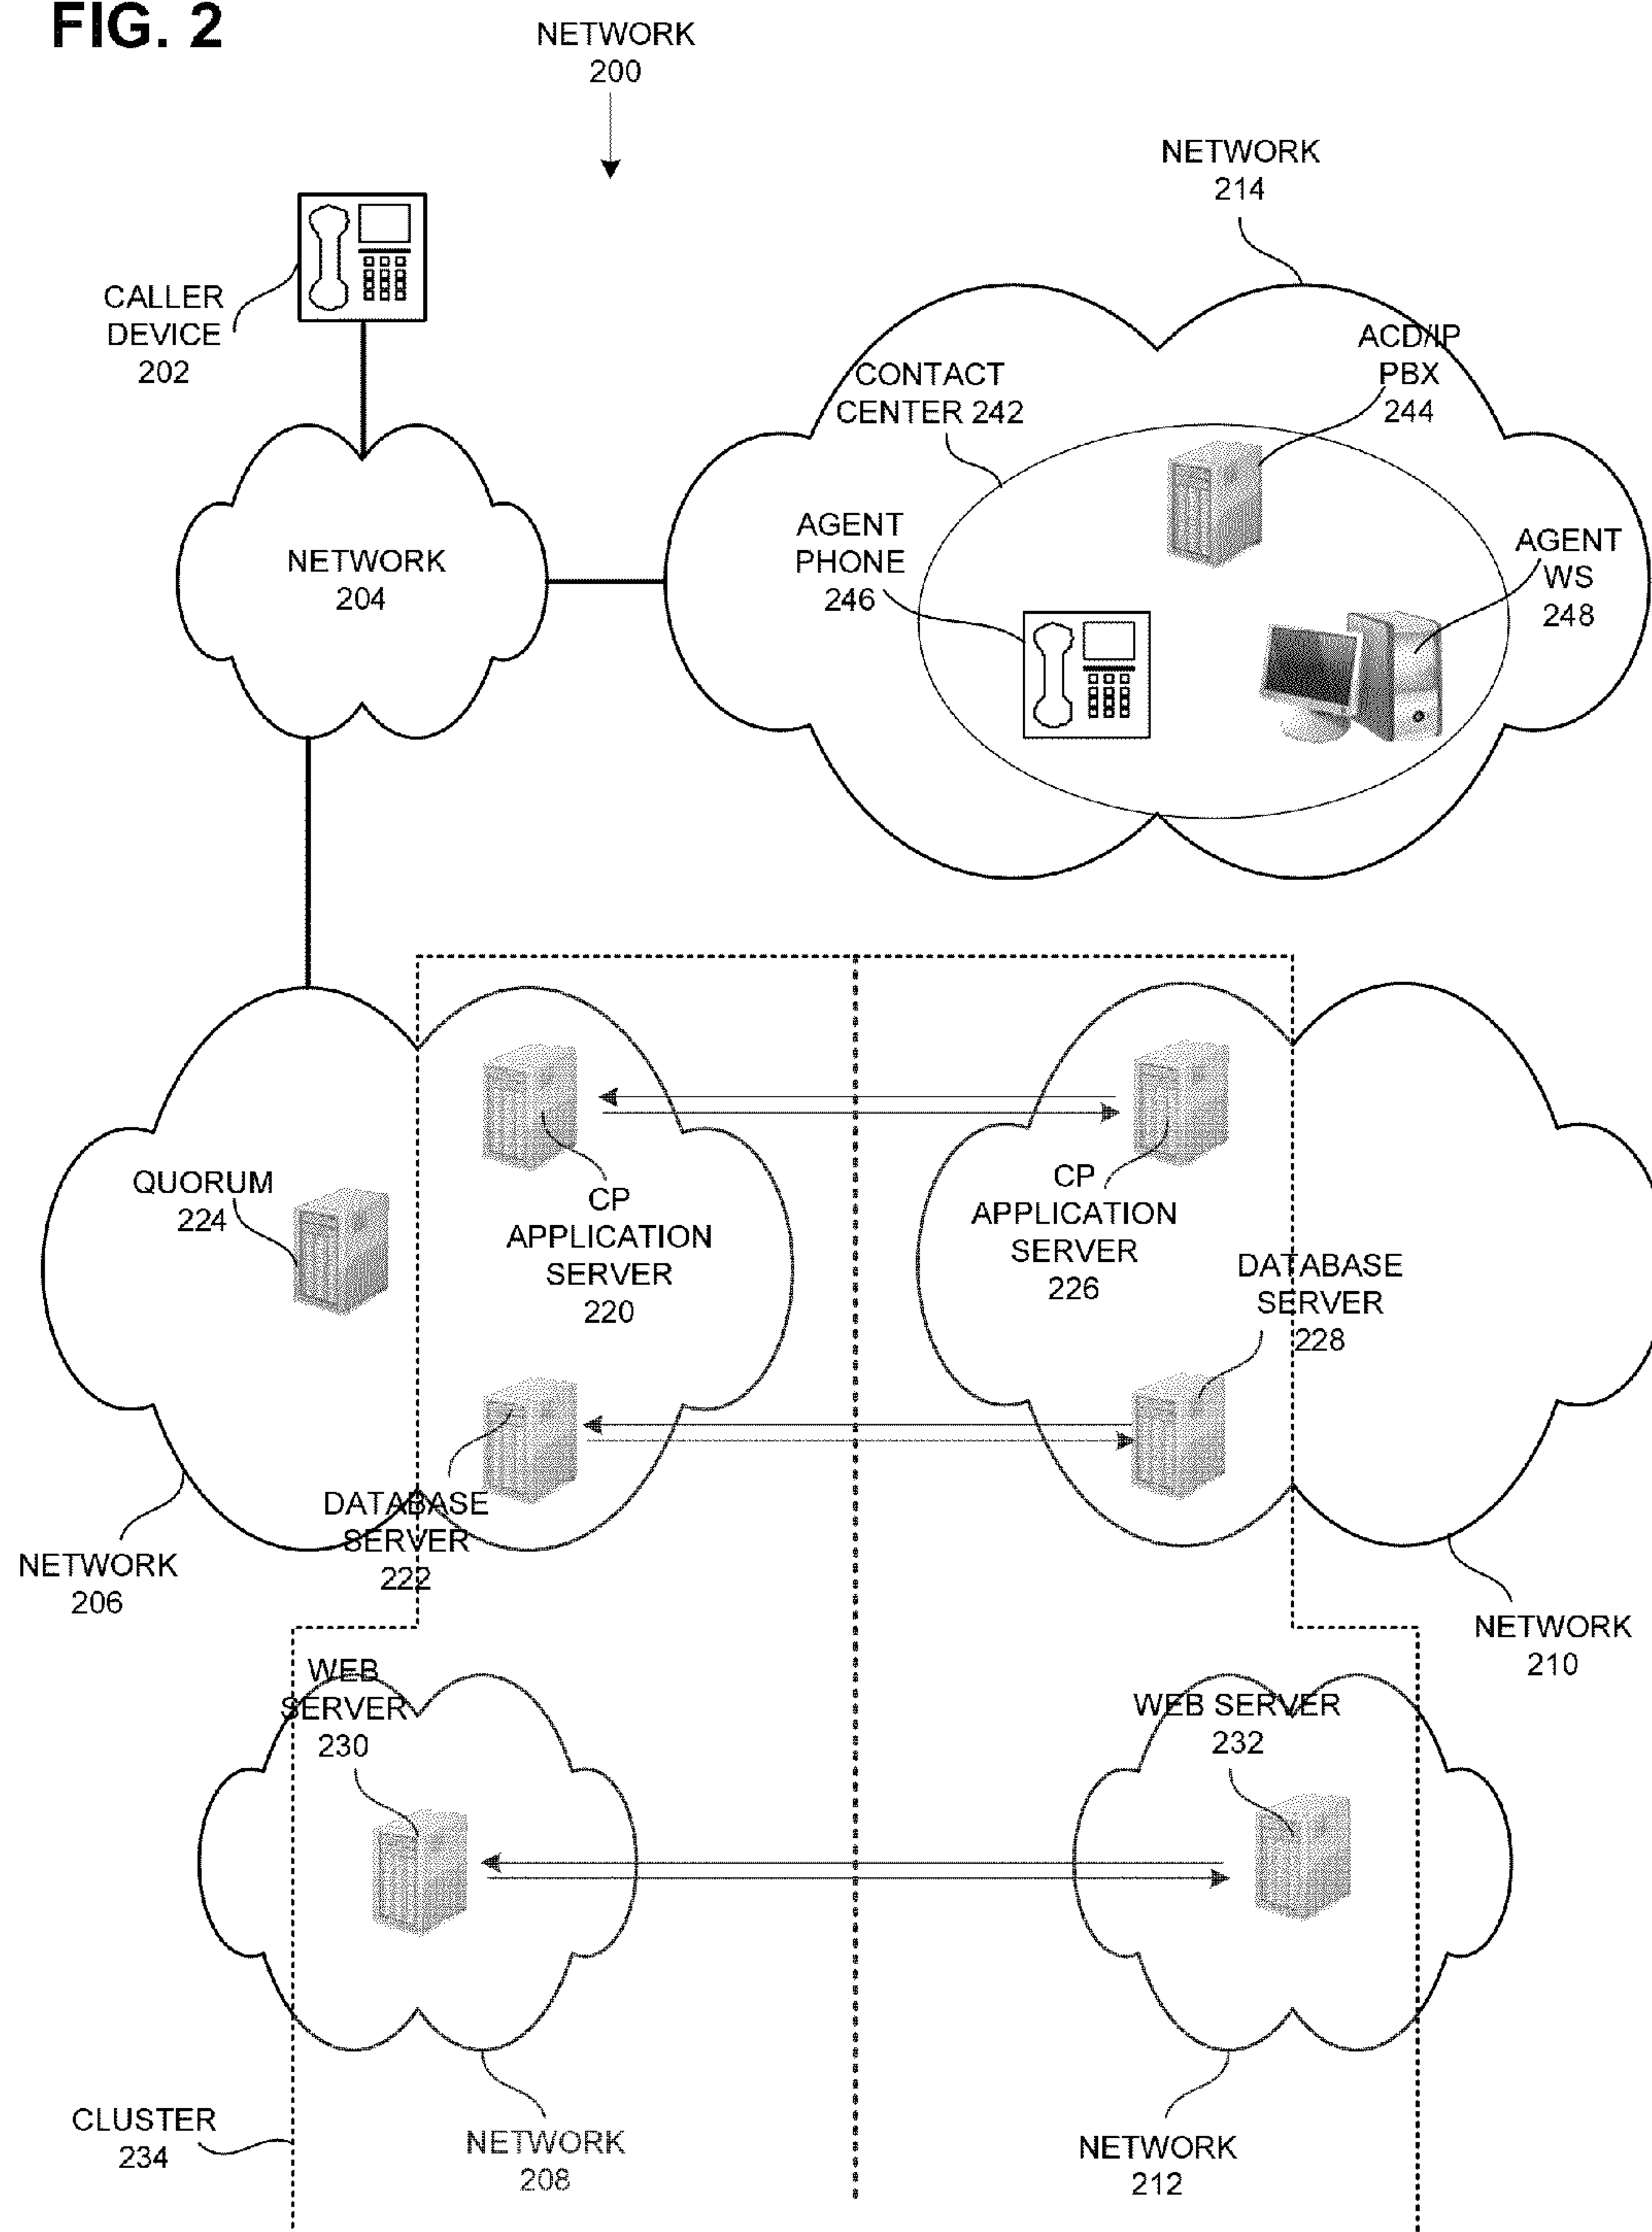 FIG. 2
NETWORK
200
NETWORK
214
CALLER
DEVICE
202
ACD/IP
PBX
244
CONTACT
CENTER 242
AGENT
PHONE
246
AGENT
WS
248
NETWORK
204
QUORUM
224
CP
APPLICATION
SERVER
220
CP
APPLICATION
SERVER
226
DATABASE
SERVER
228
DATABASE
SERVER
222
NETWORK
206
NETWORK
210
WEB
SERVER
230
WEB SERVER
232
CLUSTER
234
NETWORK
208
NETWORK
212